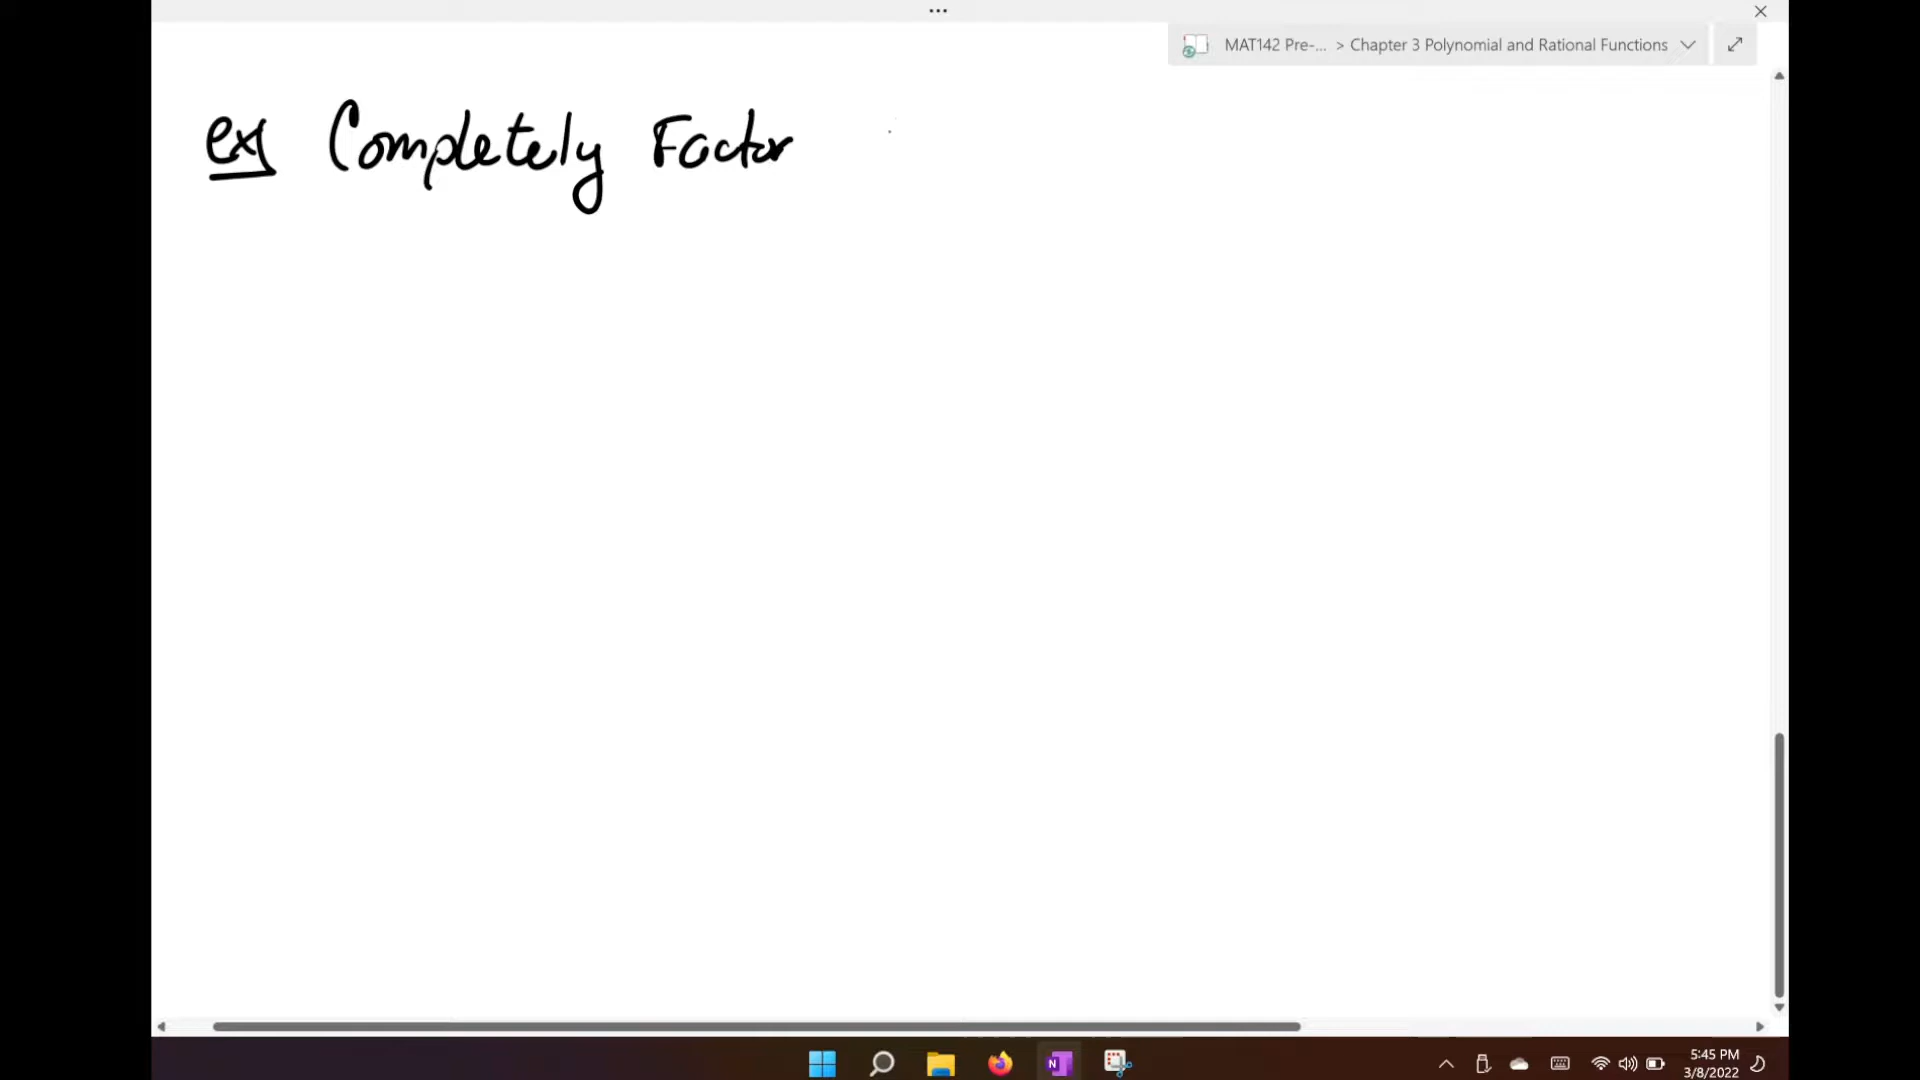 MAT142 Pre-... > Chapter 3 Polynomial and Rational Functions
ex Completely Factor
5:45 PM
3/8/2022